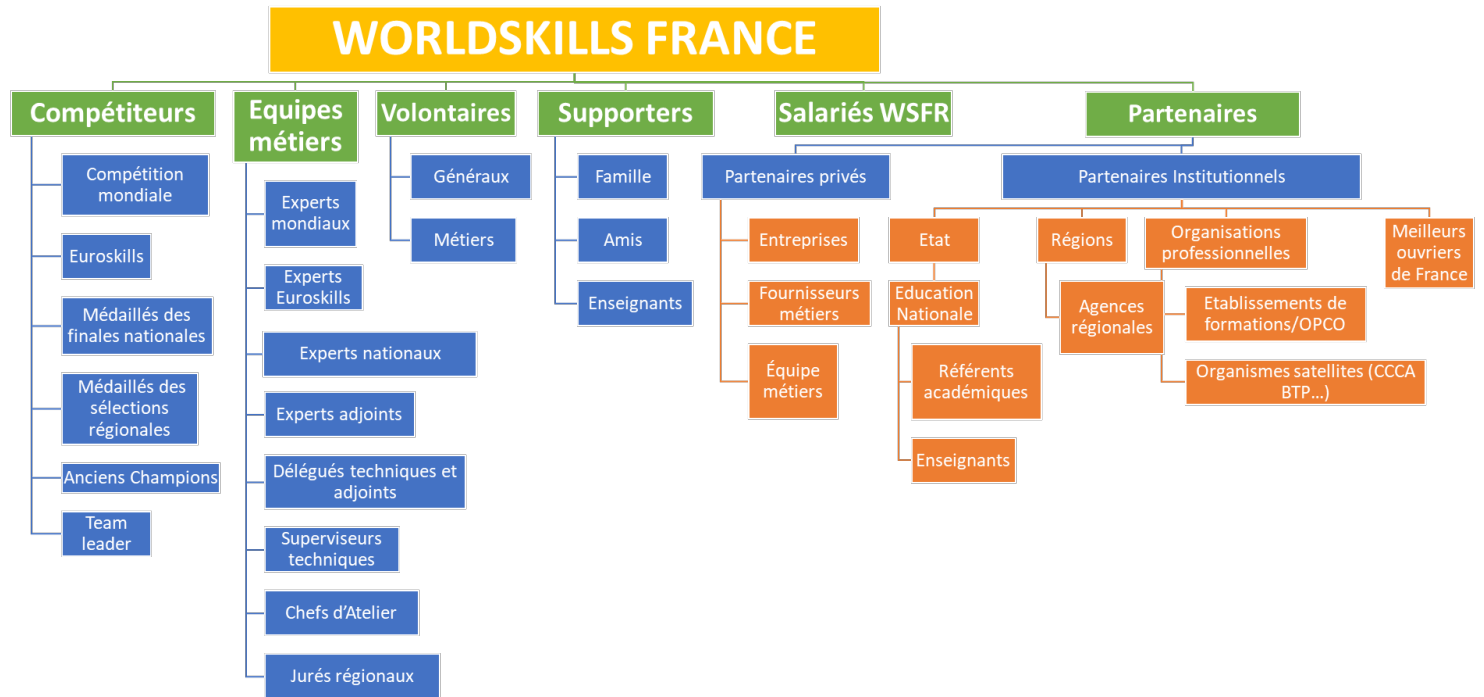 WORLDSKILLS FRANCE
Compétiteurs
Compétition
mondiale
Euroskills
Médaillés des
finales nationales
Médaillés des
sélections
régionales
Anciens Champions
Team
leader
Equipes
métiers
Experts
mondiaux
Experts
Euroskills
Experts nationaux
Experts adjoints
Délégués techniques et
adjoints
Superviseurs
techniques
Chefs d’Atelier
Jurés régionaux
Volontaires
Généraux
Métiers
Supporters
Famille
Amis
Enseignants
Salariés WSFR
Partenaires
Partenaires privés
Entreprises
Fournisseurs
métiers
Équipe
métiers
Partenaires Institutionnels
Etat
Education
Nationale
Référents
académiques
Enseignants
Régions
Agences
régionales
Organisations
professionnelles
Etablissements de
formations/OPCO
Organismes satellites (CCCA
BTP...)
Meilleurs
ouvriers
de France